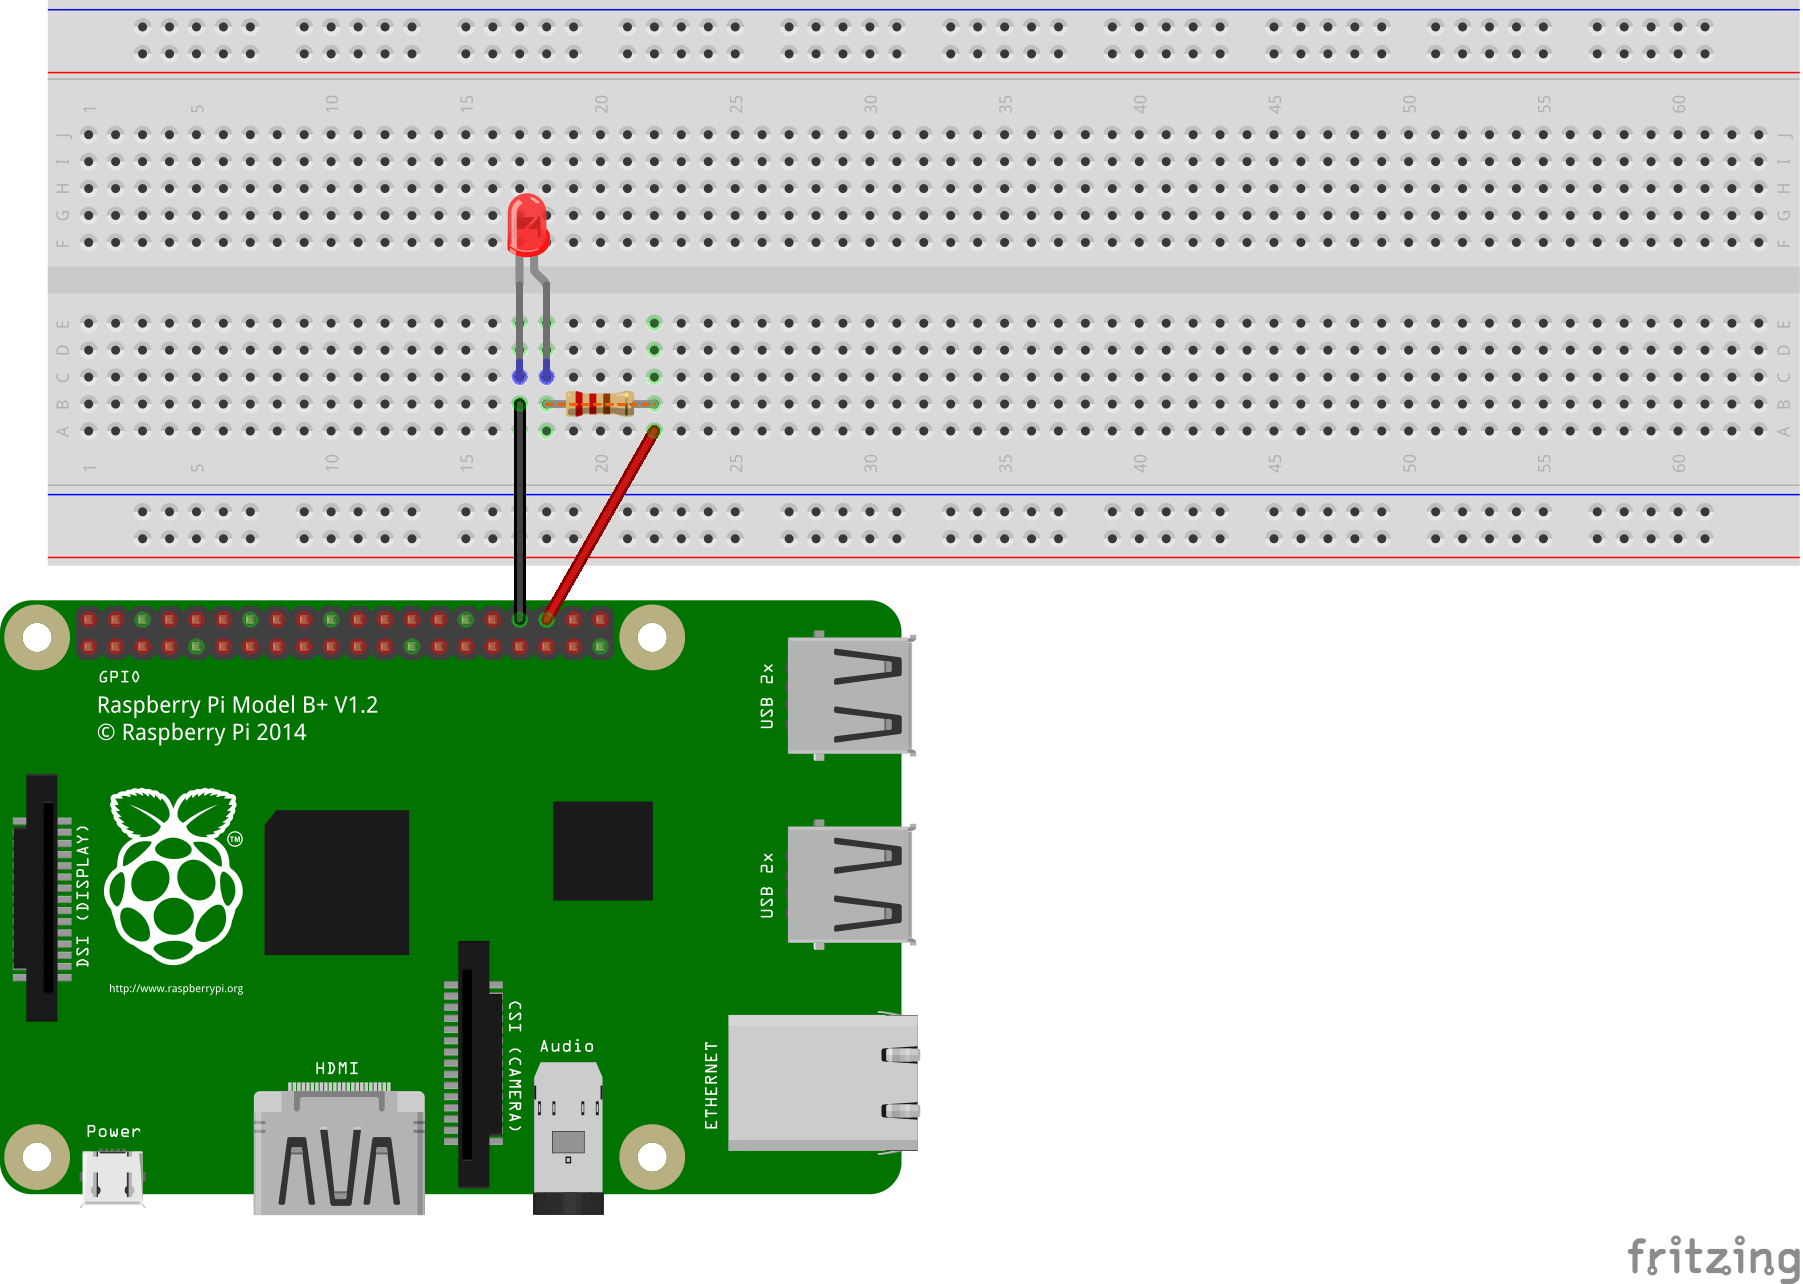 1 5 10 15 20 25 30 35 40 45 50 55 60
J J
I I
H H
G G
F F
E E
D D
C C
B B
A A
1 5 10 15 20 25 30 35 40 45 50 55 60
GPIO
Raspberry Pi Model B+ V1.2
© Raspberry Pi 2014
USB 2x
TM
DSI (DISPLAY)
USB 2x
http://www.raspberrypi.org
CSI (CAMERA)
Audio
ETHERNET
HDMI
Power
fritzing